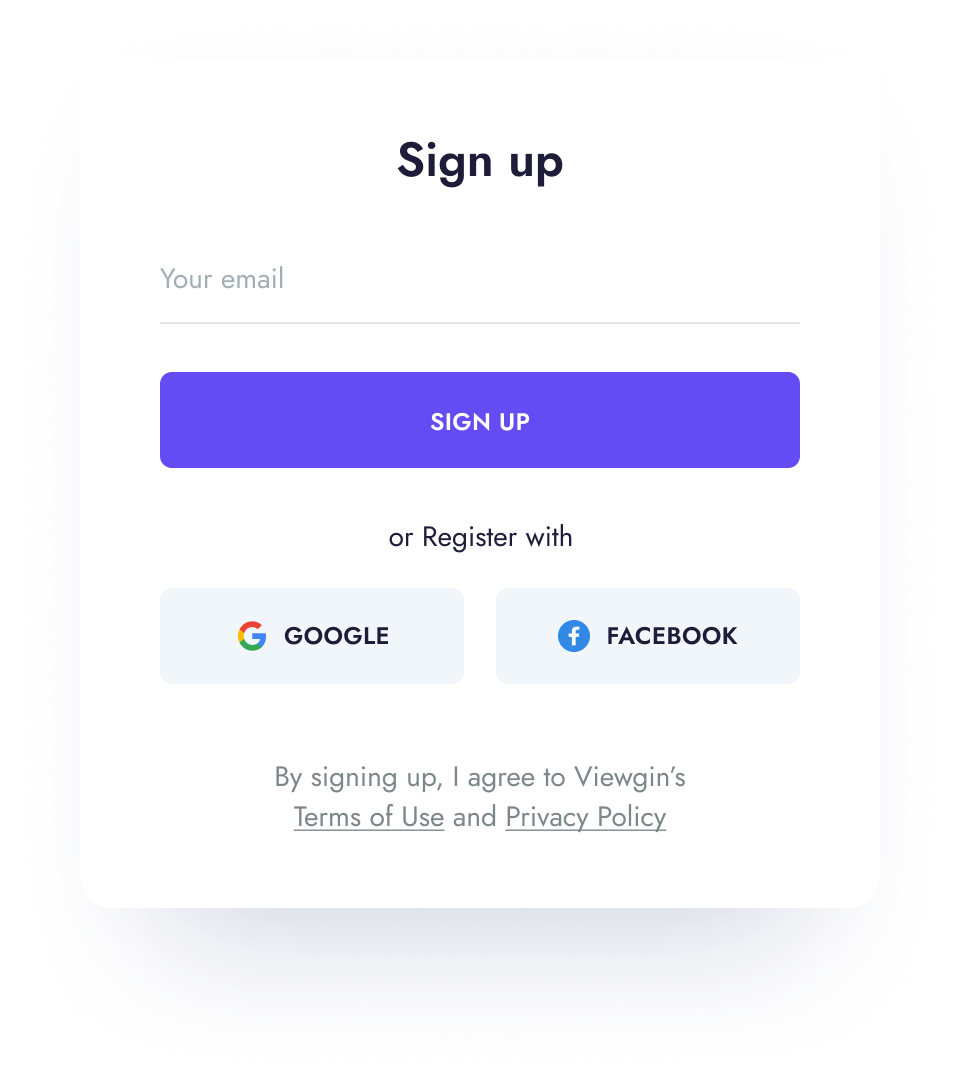 Sign up
Your email
SIGN UP
or Register with
GOOGLE
FACEBOOK
By signing up, I agree to Viewgin’s
Terms of Use and Privacy Policy